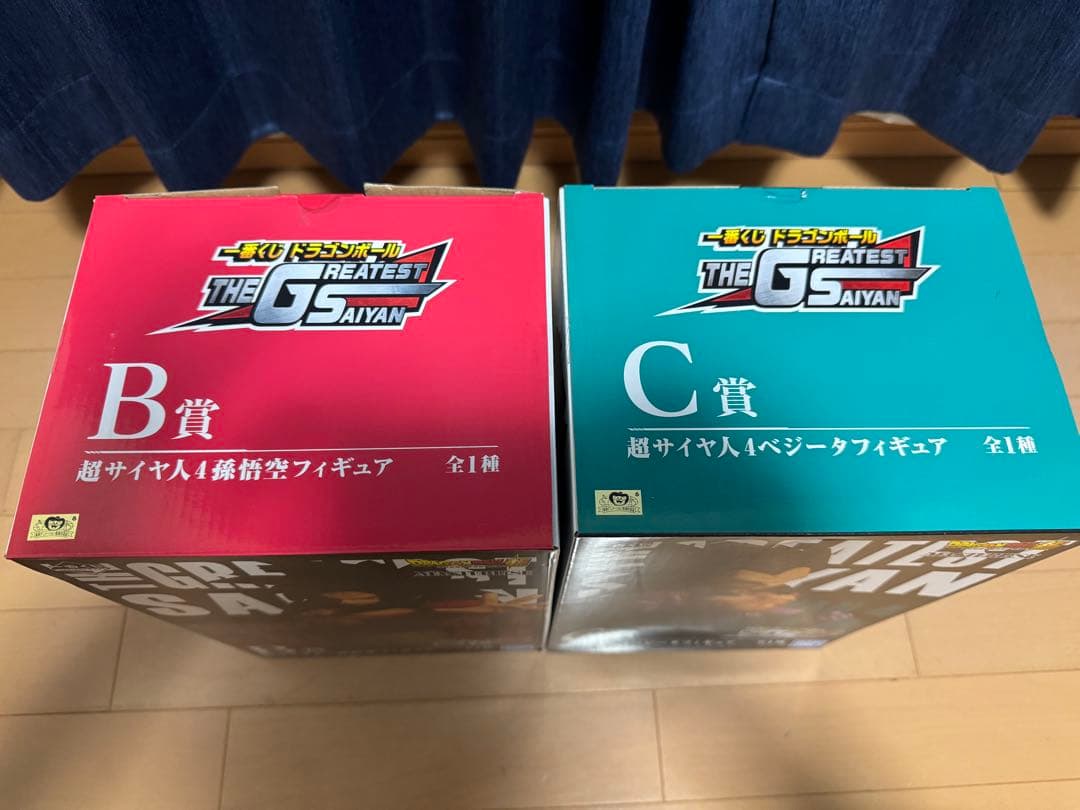 一番くじ ドラゴンボール
THE GREATEST
SAIYAN
B賞
超サイヤ人4孫悟空フィギュア 全1種
一番くじ ドラゴンボール
THE GREATEST
SAIYAN
C賞
超サイヤ人4ベジータフィギュア 全1種